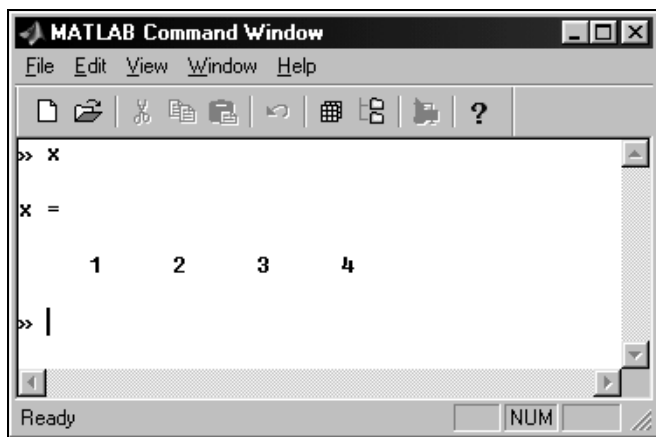 MATLAB Command Window
File Edit View Window Help
?
» x
x =
1 2 3 4
»
Ready NUM